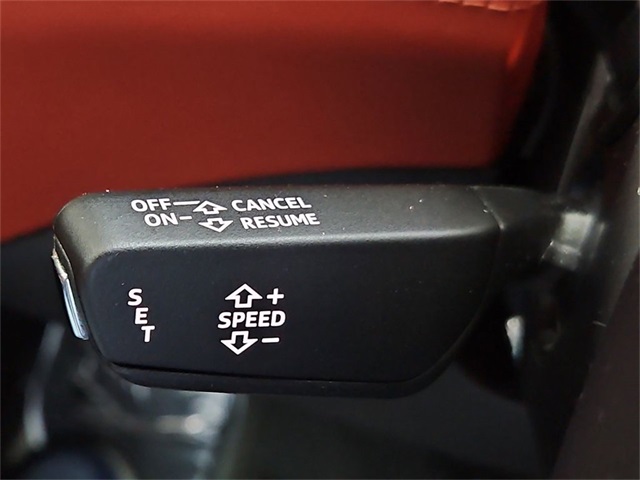 OFF CANCEL
ON RESUME
SET
+
SPEED
-